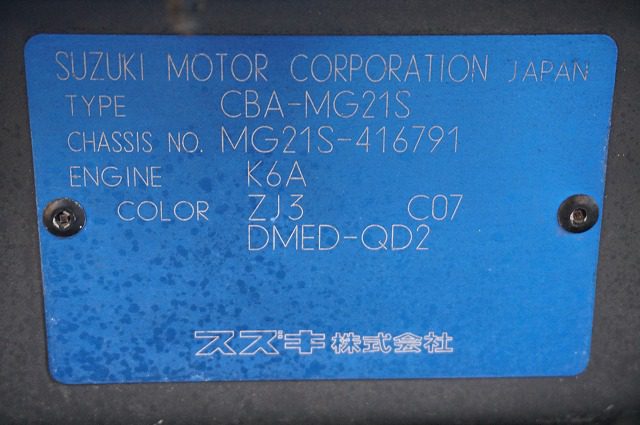 SUZUKI MOTOR CORPORATION JAPAN
TYPE CBA-MG21S
CHASSIS NO. MG21S-416791
ENGINE K6A
COLOR ZJ3 C07
DMED-QD2
スズキ株式会社